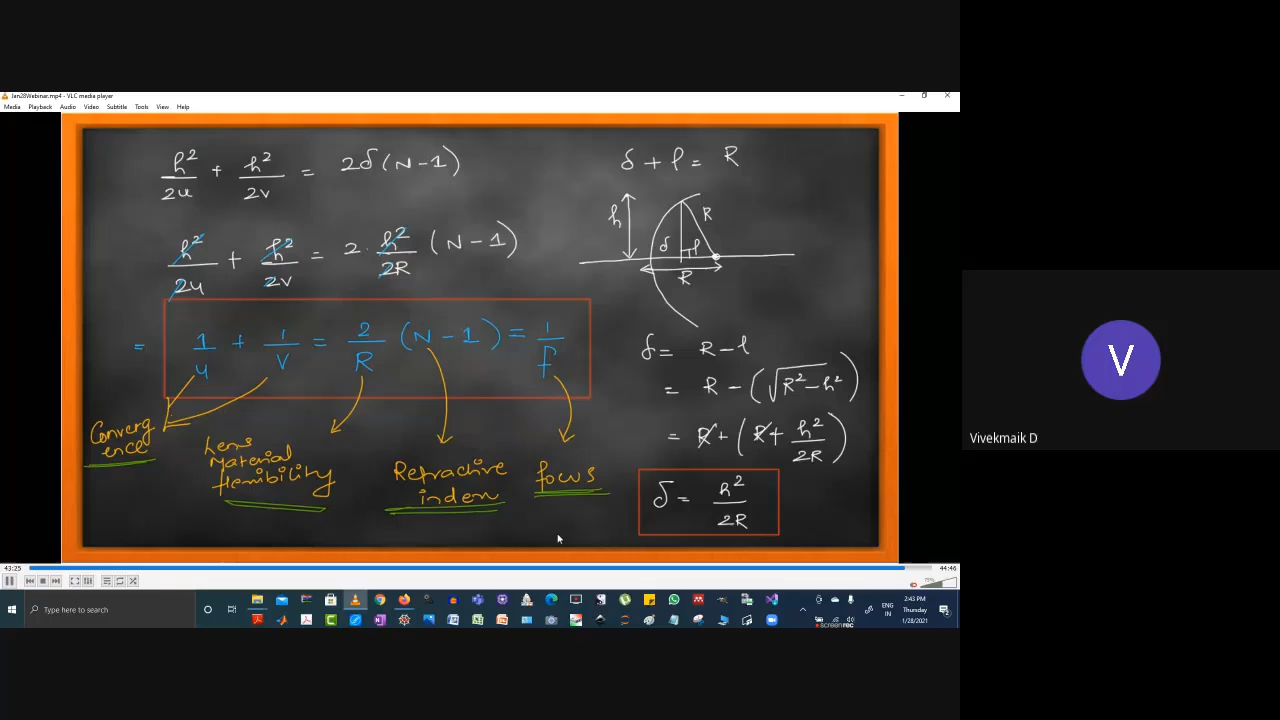 Jan28Webinar.mp4 - VLC media player
Media Playback Audio Video Subtitle Tools View Help
h²/2u + h²/2v = 2δ(N-1)
h²/2u + h²/2v = 2 · h²/2R (N-1)
= 1/u + 1/v = 2/R (N-1) = 1/f
Converg
ence
Lens
Material
flexibility
Refractive
index
focus
δ + l = R
h
R
δ
l
R
δ = R - l
= R - (√R²-h²)
= R + (R + h²/2R)
δ = h²/2R
43:25
44:46
Type here to search
ENG
IN
2:43 PM
Thursday
1/28/2021
SCREENREC
V
Vivekmaik D